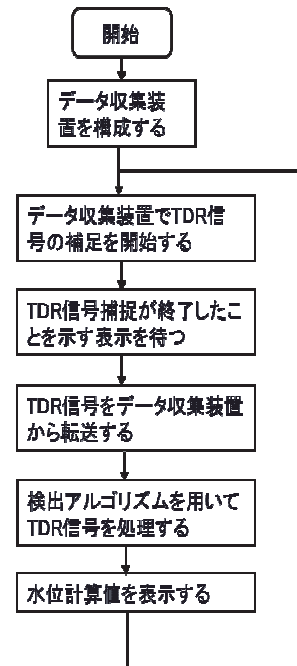 開始
データ収集装
置を構成する
データ収集装置でTDR信
号の補足を開始する
TDR信号捕捉が終了したこ
とを示す表示を待つ
TDR信号をデータ収集装置
から転送する
検出アルゴリズムを用いて
TDR信号を処理する
水位計算値を表示する